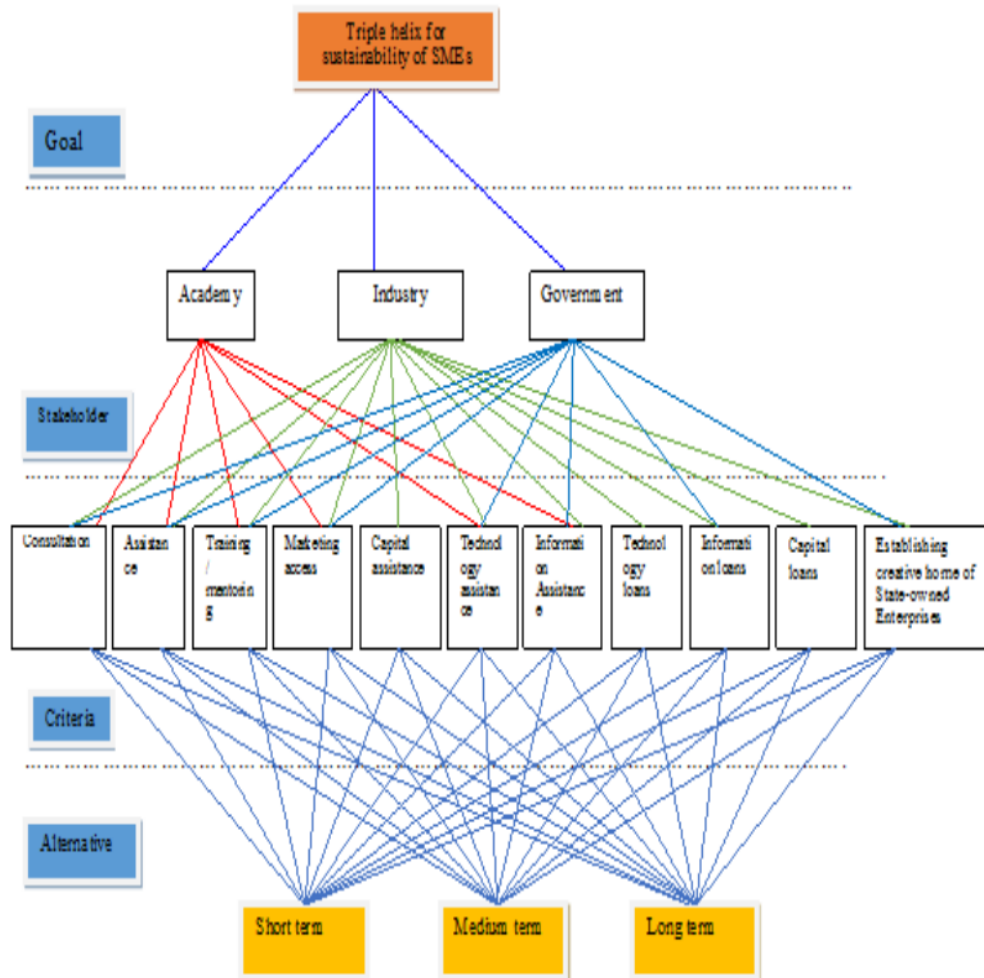 Triple helix for
sustainability of SMEs
Goal
Academy
Industry
Government
Stakeholder
Consultation
Assistan
ce
Training
/
mentorin
g
Marketing
access
Capital
assistance
Technol
ogy
assistan
ce
Informati
on
Assistanc
e
Technol
ogy loans
Informati
on loans
Capital
loans
Establishing
creative home of
State-owned
Enterprises
Criteria
Alternative
Short term
Medium term
Long term